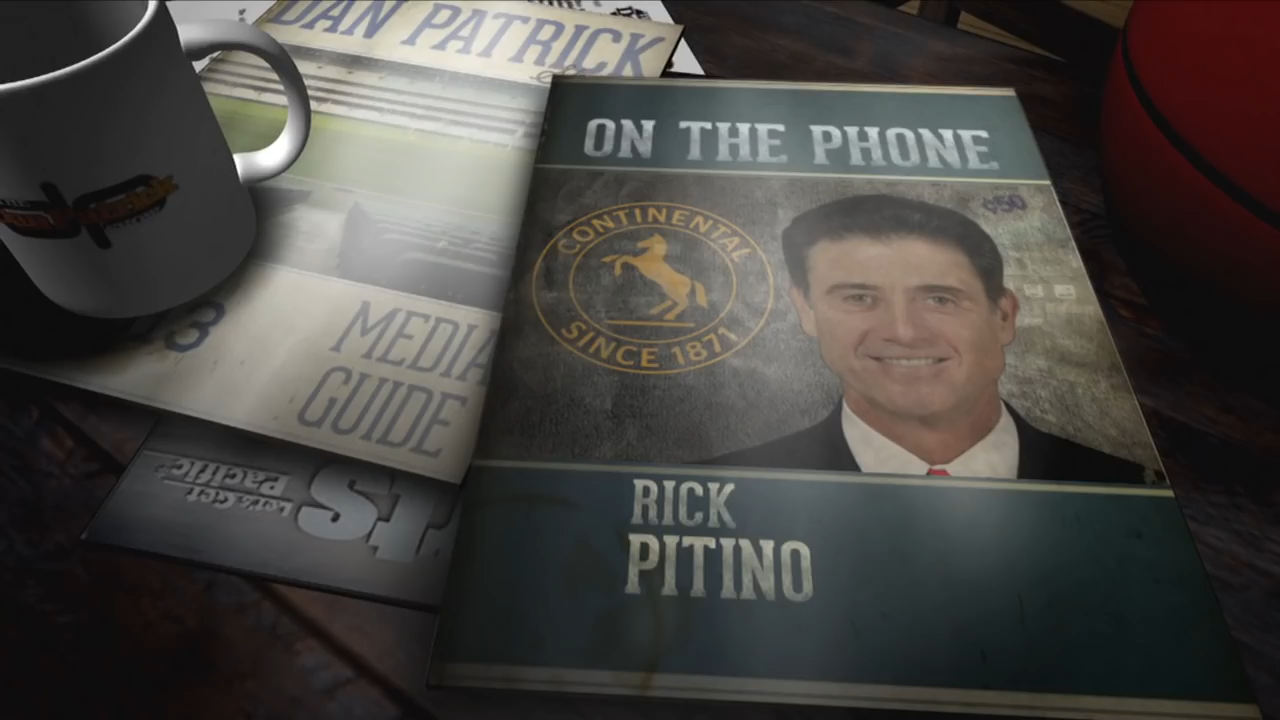 DAN PATRICK
ON THE PHONE
CONTINENTAL
SINCE 1871
MEDIA
GUIDE
RICK
PITINO